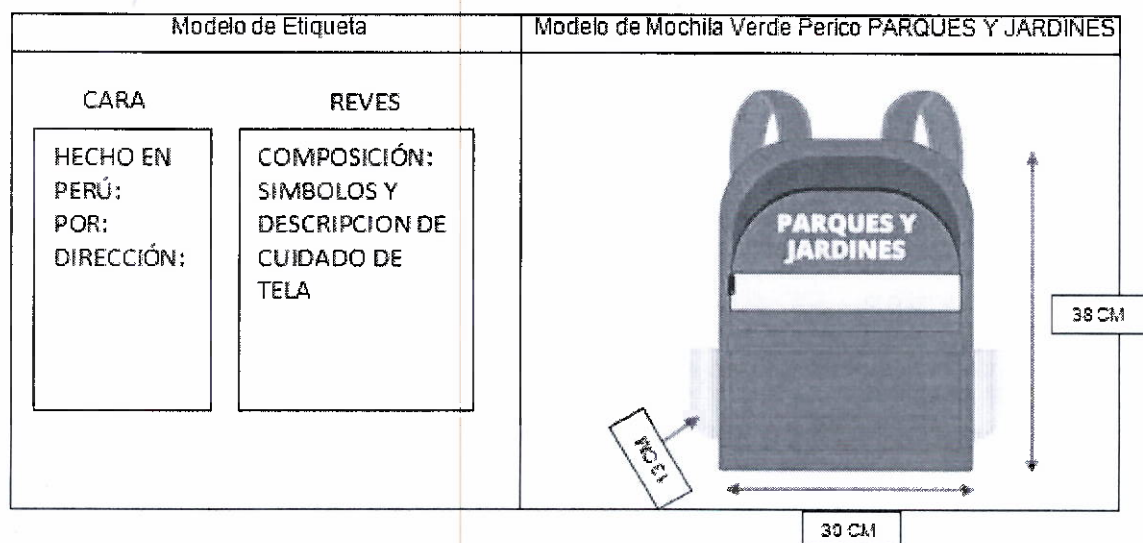 Modelo de Etiqueta
Modelo de Mochila Verde Perico PARQUES Y JARDINES
CARA
HECHO EN
PERÚ:
POR:
DIRECCIÓN:
REVES
COMPOSICIÓN:
SIMBOLOS Y
DESCRIPCION DE
CUIDADO DE
TELA
PARQUES Y
JARDINES
38 CM
13 CM
30 CM